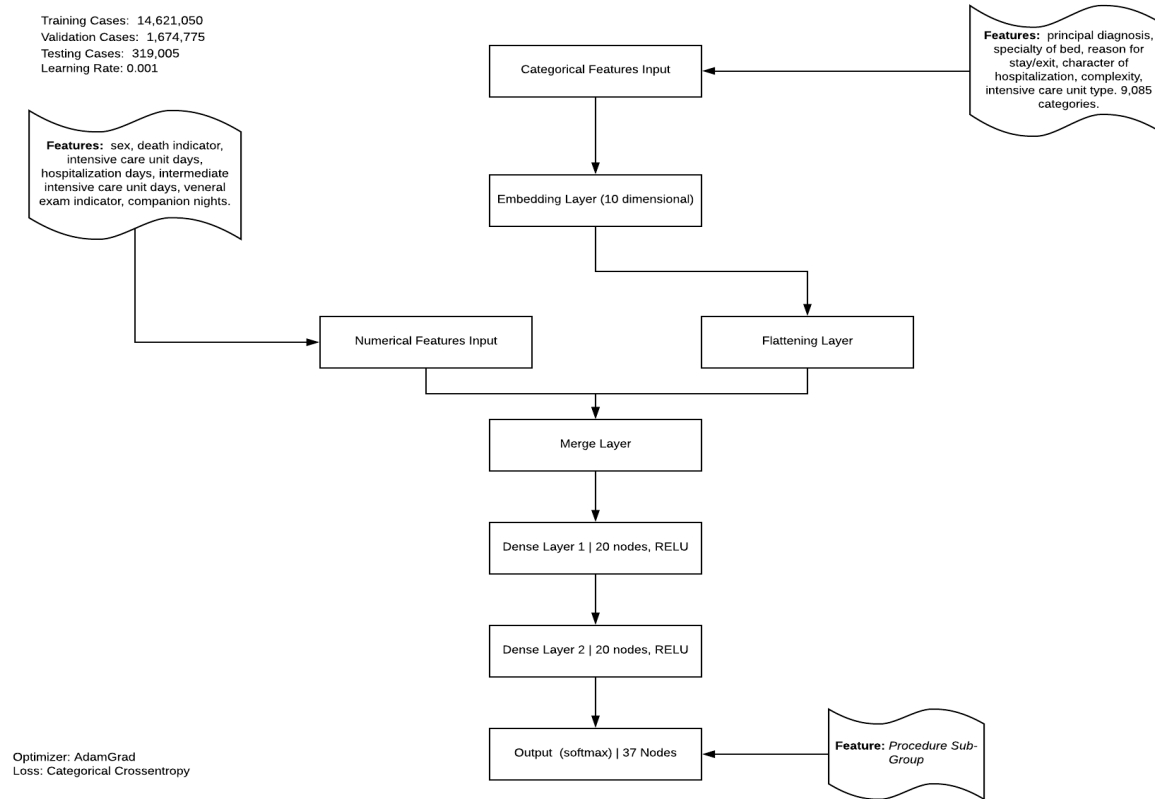 Training Cases: 14,621,050
Validation Cases: 1,674,775
Testing Cases: 319,005
Learning Rate: 0.001
Categorical Features Input
Features: principal diagnosis,
specialty of bed, reason for
stay/exit, character of
hospitalization, complexity,
intensive care unit type. 9,085
categories.
Features: sex, death indicator,
intensive care unit days,
hospitalization days, intermediate
intensive care unit days, veneral
exam indicator, companion nights.
Embedding Layer (10 dimensional)
Numerical Features Input
Flattening Layer
Merge Layer
Dense Layer 1 | 20 nodes, RELU
Dense Layer 2 | 20 nodes, RELU
Output (softmax) | 37 Nodes
Feature: Procedure Sub-
Group
Optimizer: AdamGrad
Loss: Categorical Crossentropy